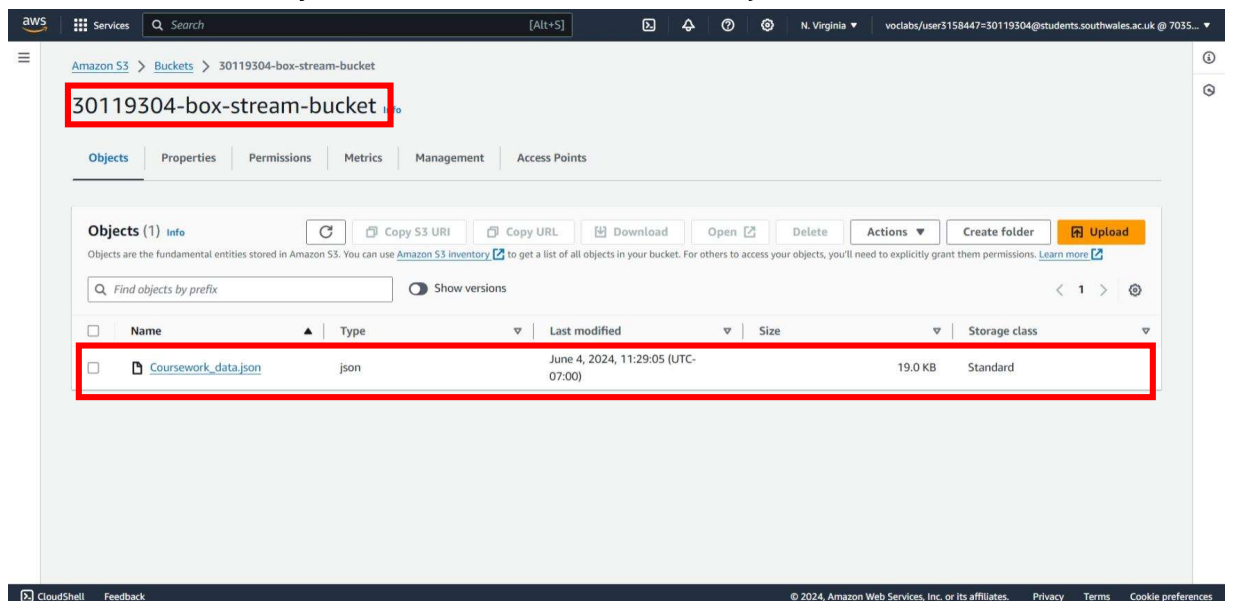 aws Services Search [Alt+S] N. Virginia ▼ voclabs/user3158447=30119304@students.southwales.ac.uk @ 7035... ▼
Amazon S3 > Buckets > 30119304-box-stream-bucket
30119304-box-stream-bucket Info
Objects Properties Permissions Metrics Management Access Points
Objects (1) Info Copy S3 URI Copy URL Download Open Delete Actions ▼ Create folder Upload
Objects are the fundamental entities stored in Amazon S3. You can use Amazon S3 inventory to get a list of all objects in your bucket. For others to access your objects, you'll need to explicitly grant them permissions. Learn more
Find objects by prefix Show versions < 1 >
Name Type Last modified Size Storage class
Coursework_data.json json June 4, 2024, 11:29:05 (UTC-07:00) 19.0 KB Standard
CloudShell Feedback © 2024, Amazon Web Services, Inc. or its affiliates. Privacy Terms Cookie preferences